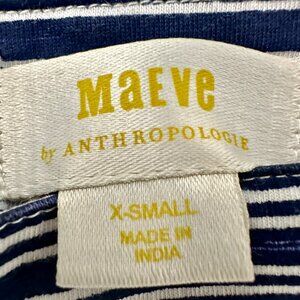 MaEVe
by ANTHROPOLOGIE
X-SMALL
MADE IN
INDIA